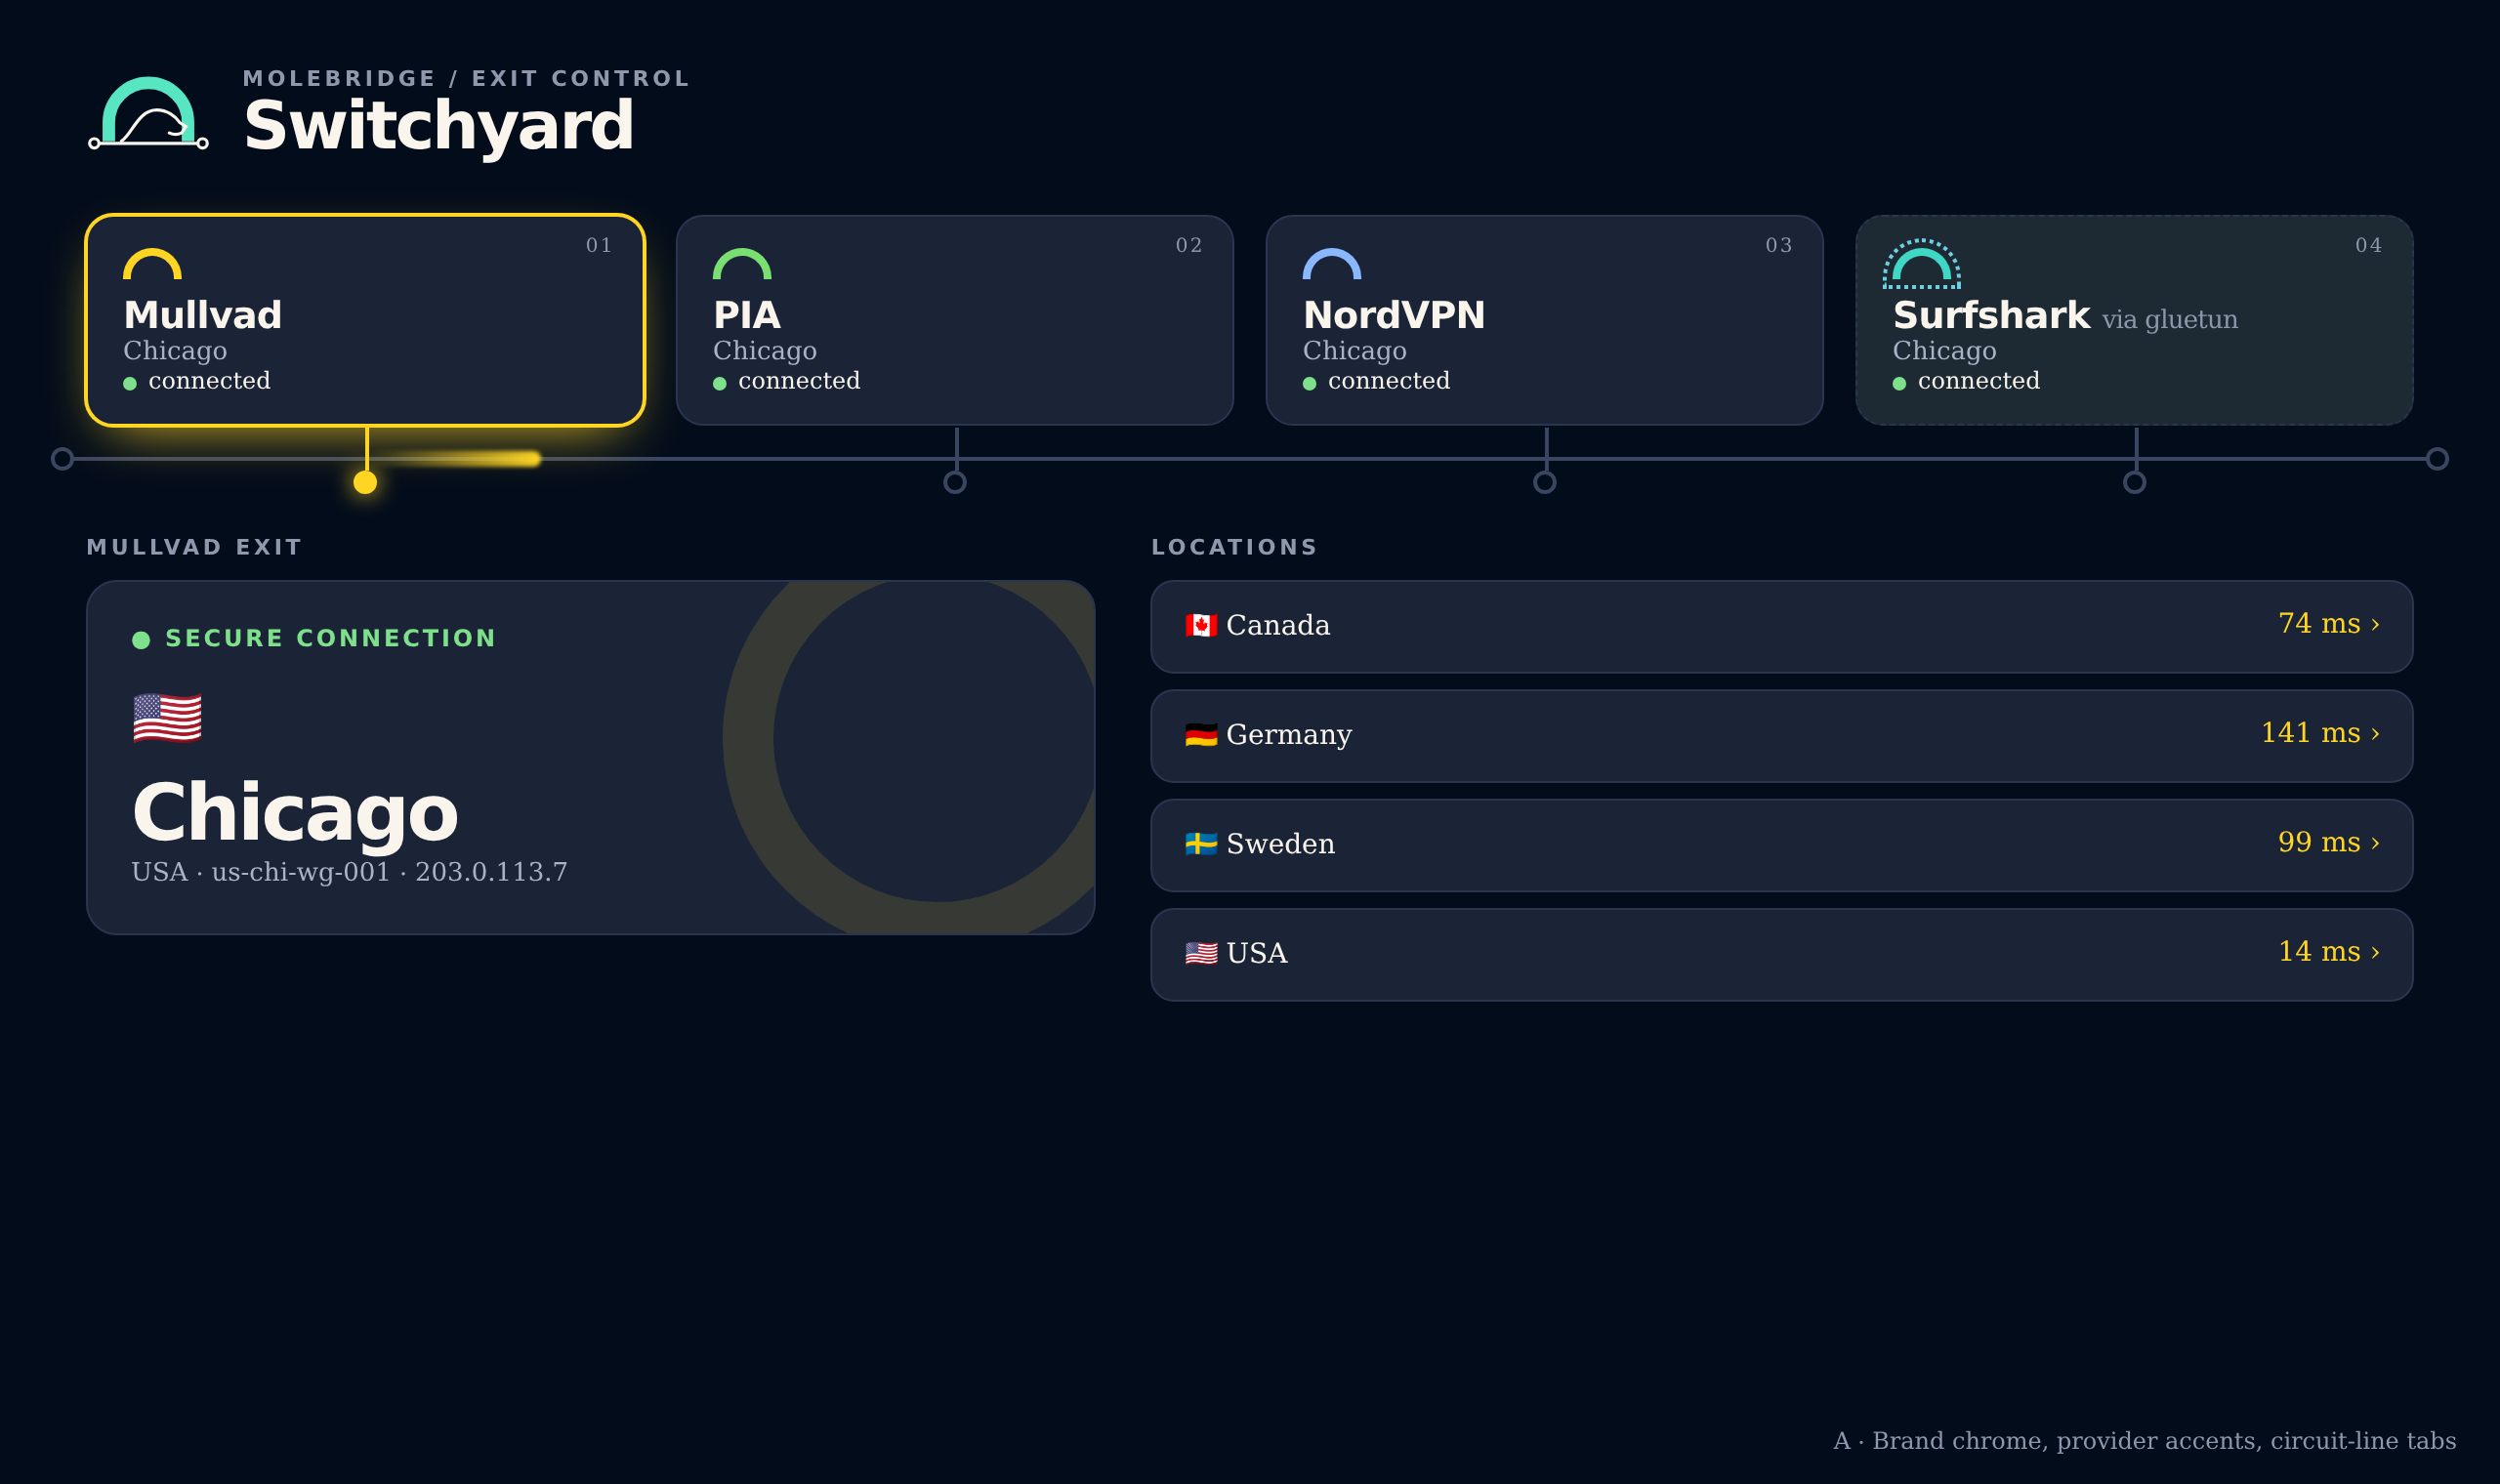 MOLEBRIDGE / EXIT CONTROL
Switchyard
01
Mullvad
Chicago
connected
02
PIA
Chicago
connected
03
NordVPN
Chicago
connected
04
Surfshark via gluetun
Chicago
connected
MULLVAD EXIT
SECURE CONNECTION
Chicago
USA · us-chi-wg-001 · 203.0.113.7
LOCATIONS
Canada 74 ms ›
Germany 141 ms ›
Sweden 99 ms ›
USA 14 ms ›
A · Brand chrome, provider accents, circuit-line tabs